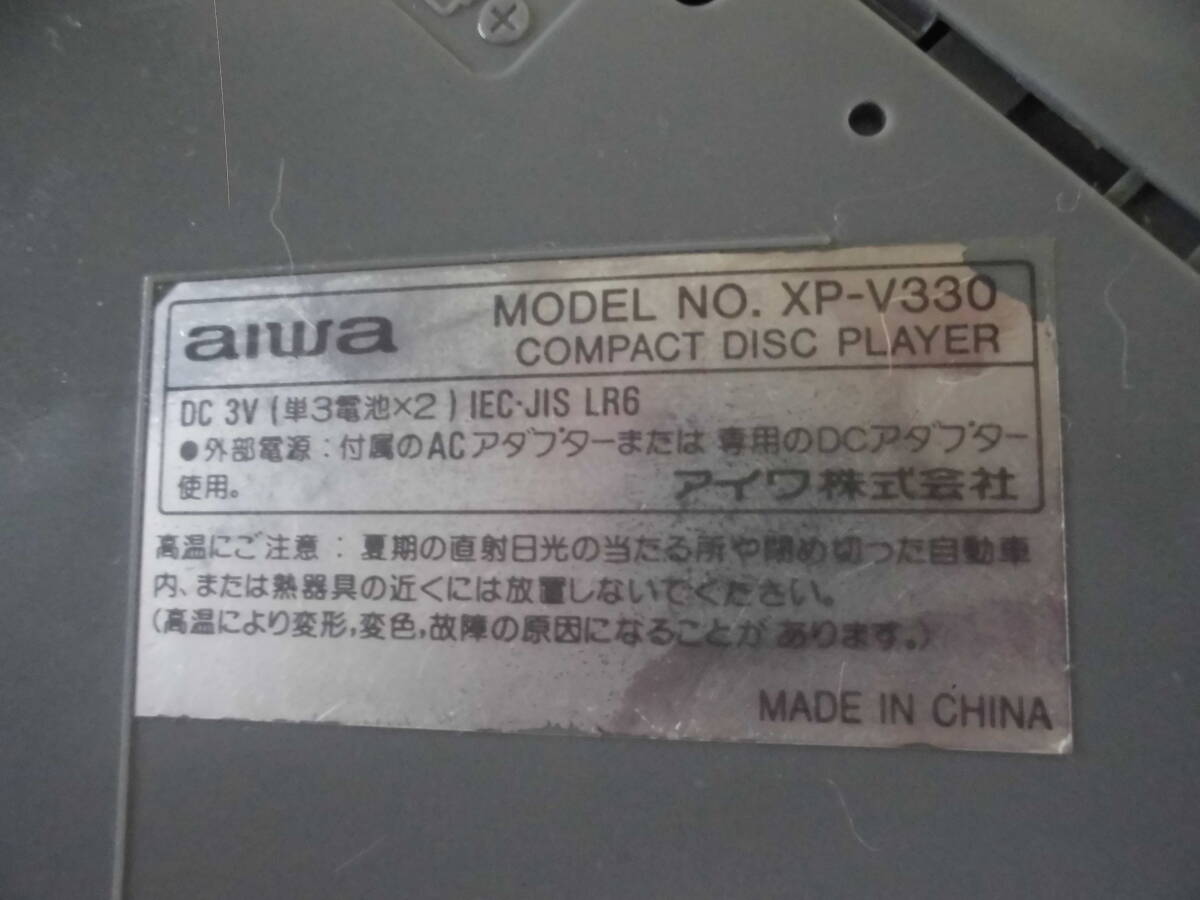 aiwa
MODEL NO. XP-V330
COMPACT DISC PLAYER
DC 3V (単3電池×2) IEC·JIS LR6
●外部電源：付属のACアダプターまたは 専用のDCアダプター
使用。
アイワ株式会社
高温にご注意：夏期の直射日光の当たる所や閉め切った自動車
内、または熱器具の近くには放置しないでください。
(高温により変形,変色,故障の原因になることが あります。)
MADE IN CHINA